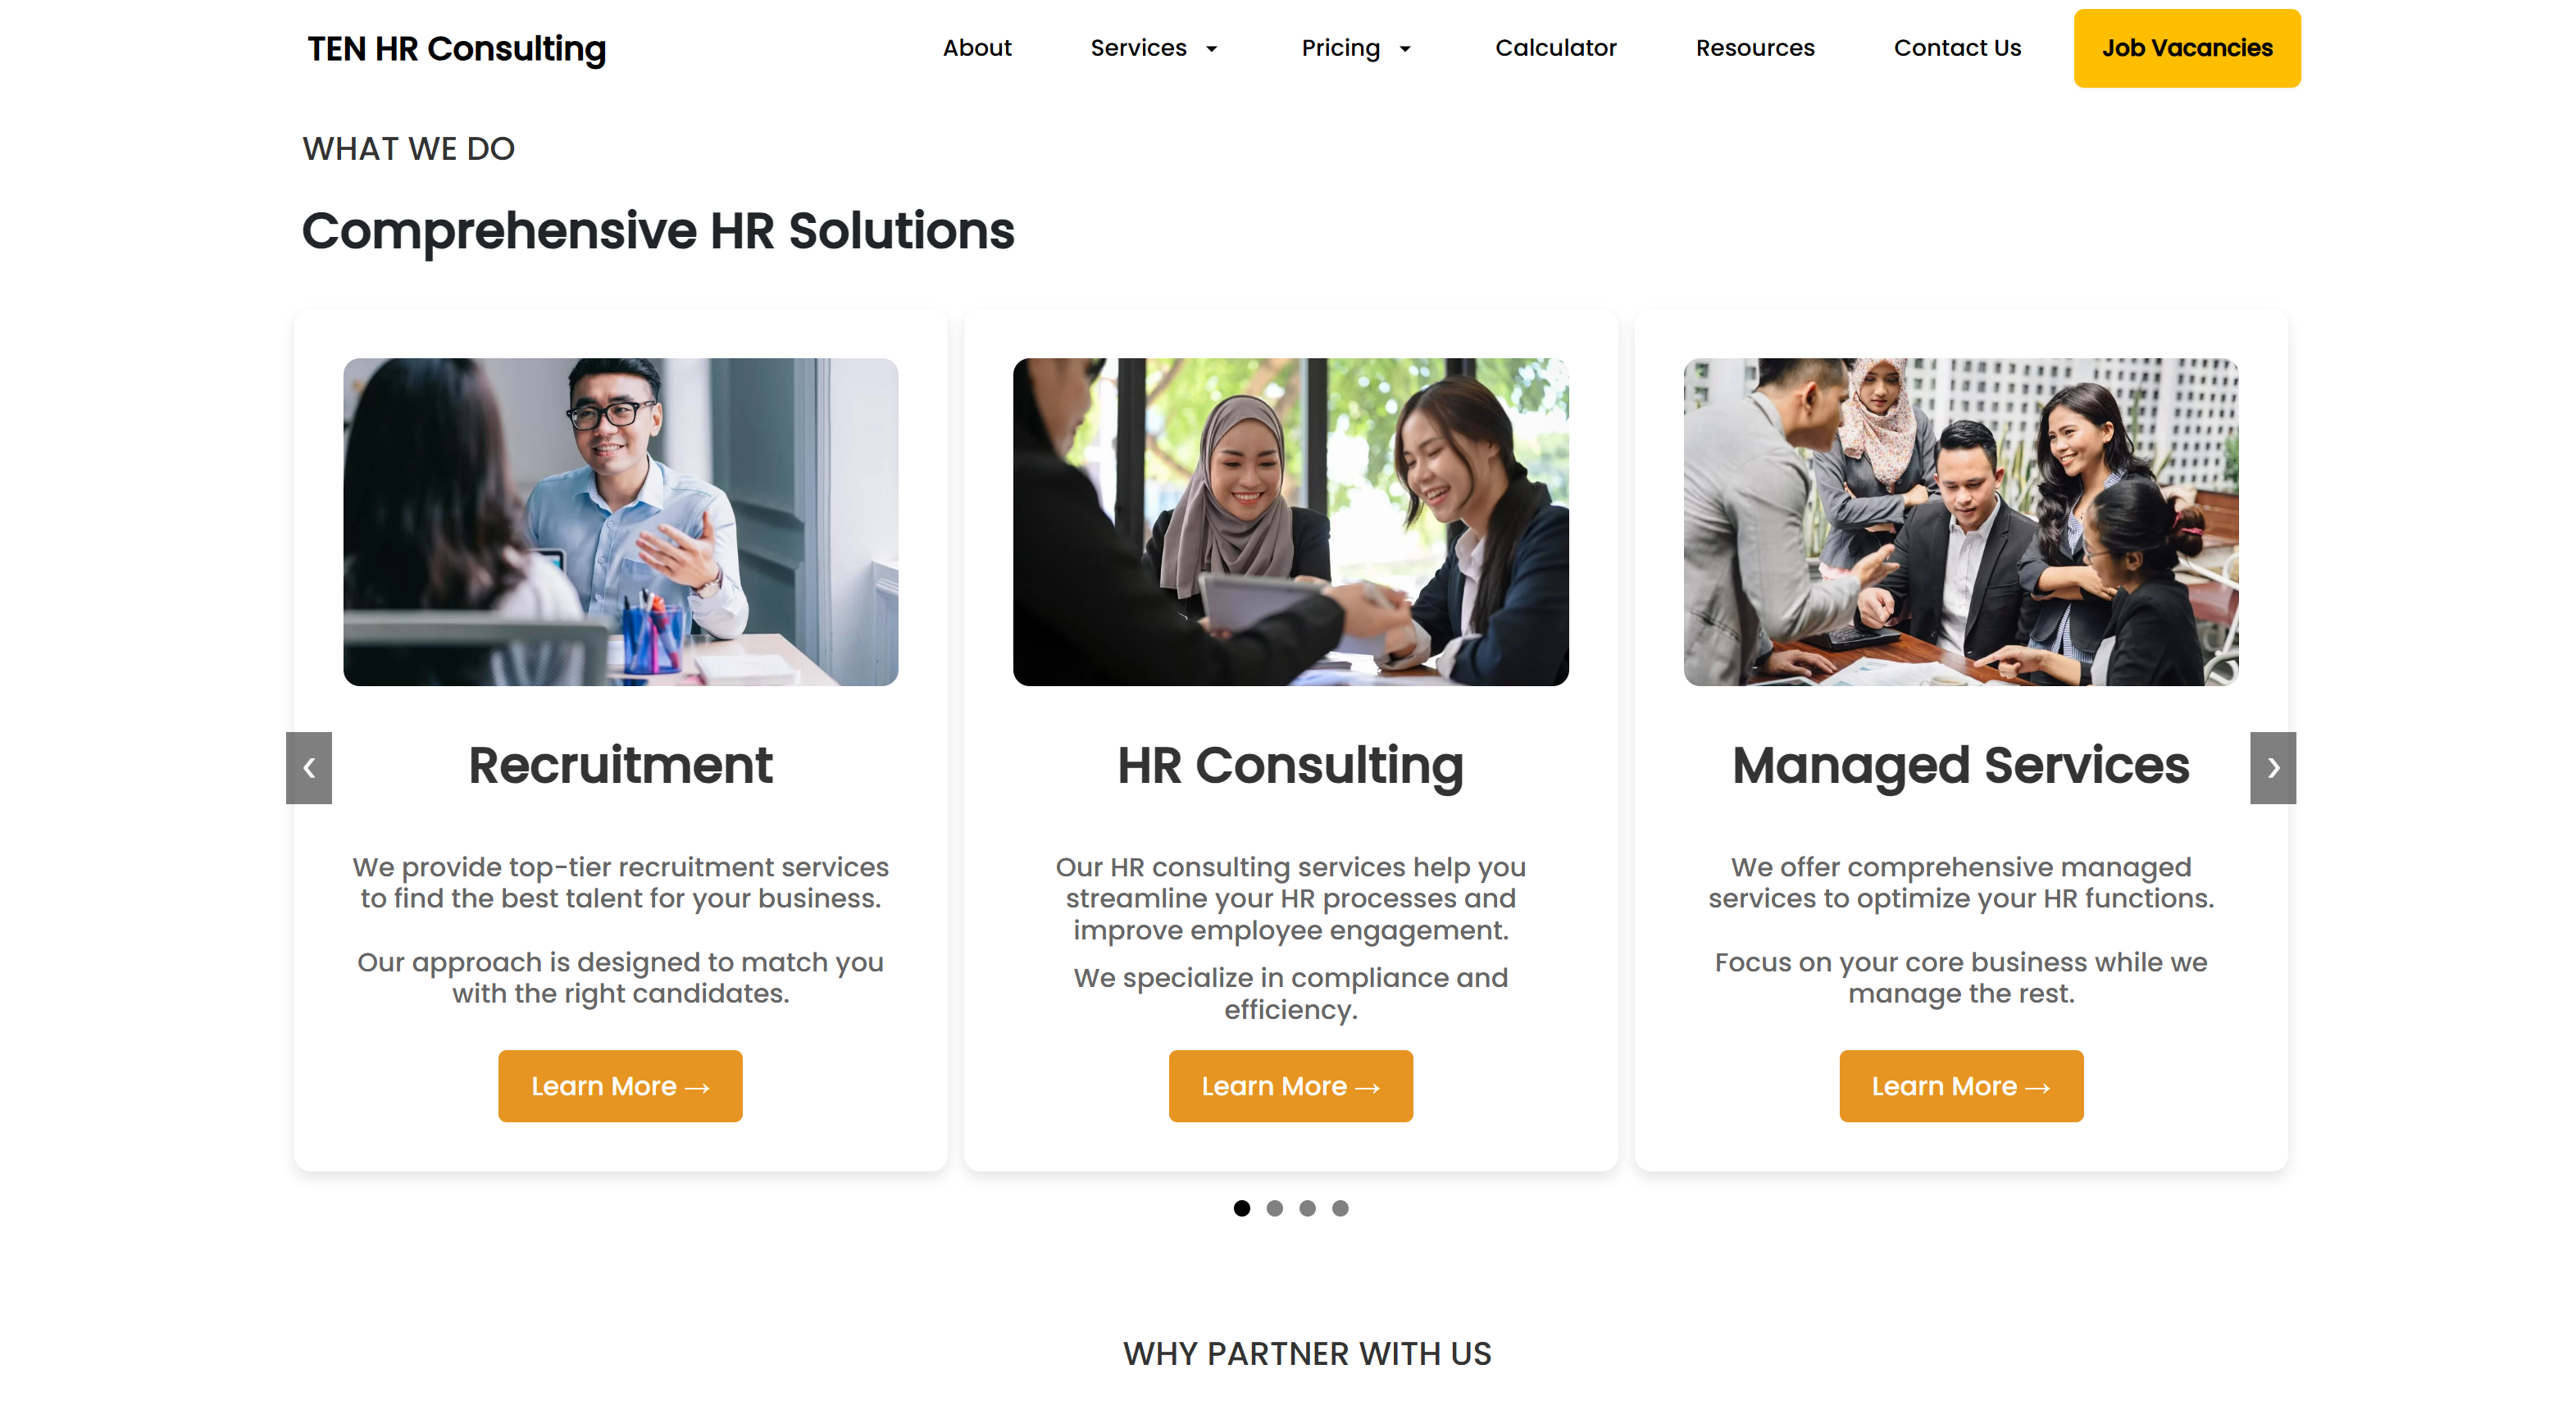 TEN HR Consulting
About
Services
Pricing
Calculator
Resources
Contact Us
Job Vacancies
WHAT WE DO
Comprehensive HR Solutions
Recruitment
We provide top-tier recruitment services
to find the best talent for your business.
Our approach is designed to match you
with the right candidates.
Learn More →
HR Consulting
Our HR consulting services help you
streamline your HR processes and
improve employee engagement.
We specialize in compliance and
efficiency.
Learn More →
Managed Services
We offer comprehensive managed
services to optimize your HR functions.
Focus on your core business while we
manage the rest.
Learn More →
WHY PARTNER WITH US